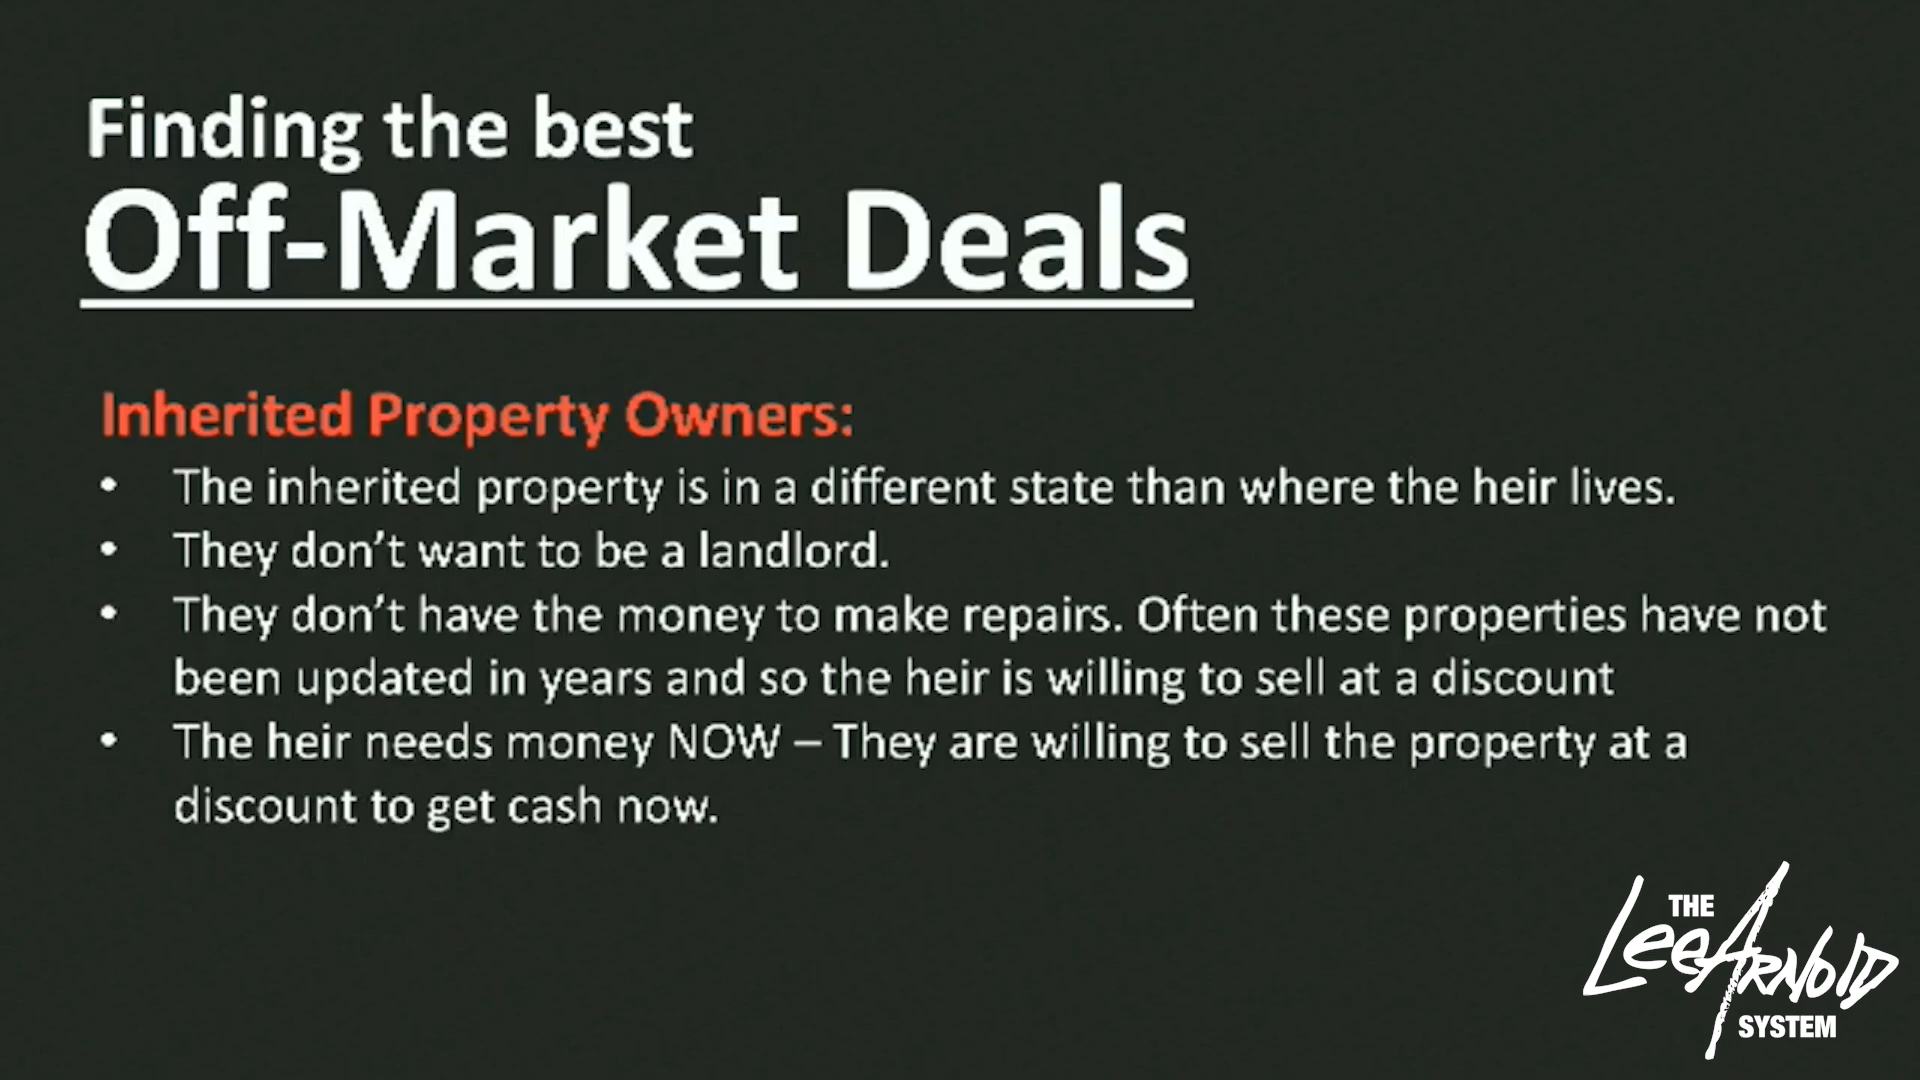 Finding the best
Off-Market Deals
Inherited Property Owners:
• The inherited property is in a different state than where the heir lives.
• They don’t want to be a landlord.
• They don’t have the money to make repairs. Often these properties have not
been updated in years and so the heir is willing to sell at a discount
• The heir needs money NOW – They are willing to sell the property at a
discount to get cash now.
THE
LeeArnold
SYSTEM